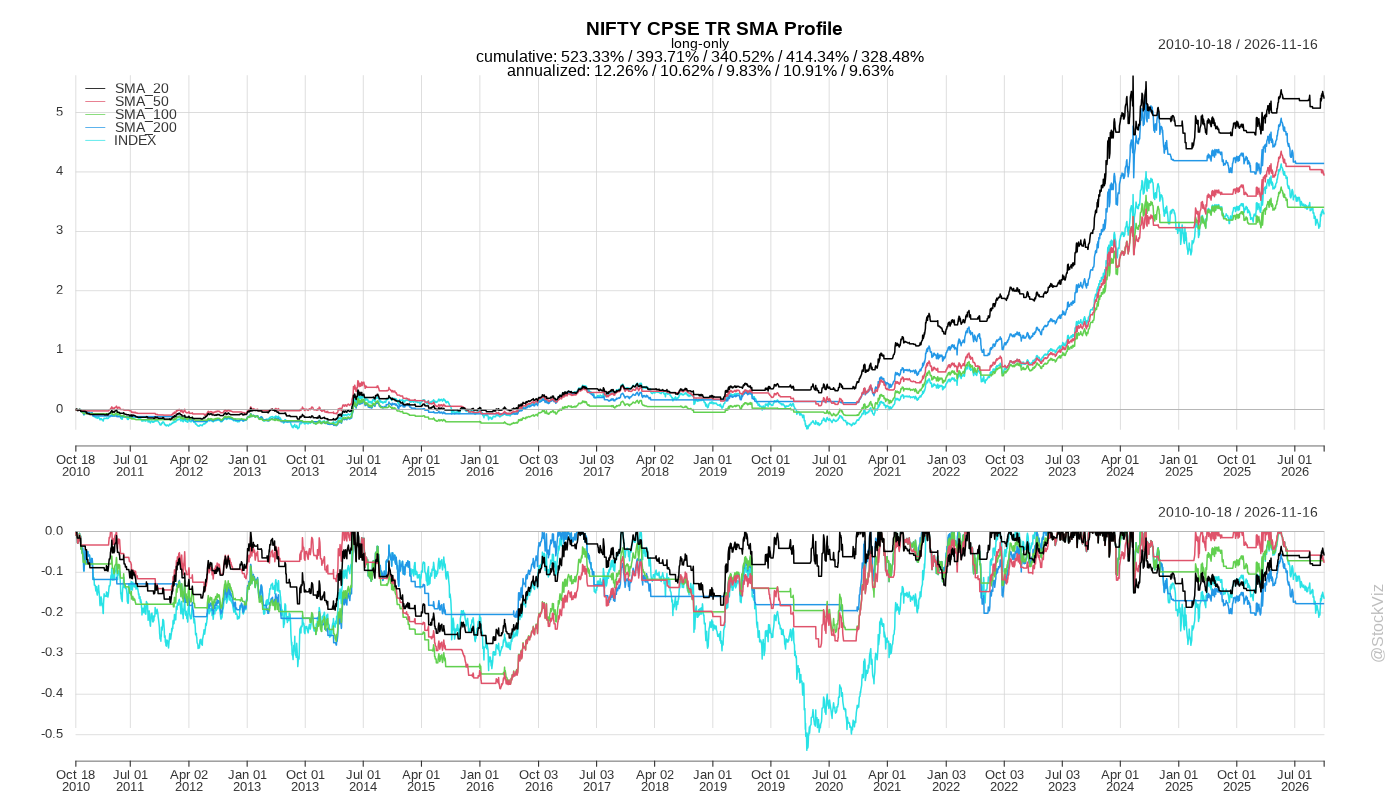 NIFTY CPSE TR SMA Profile
long-only
cumulative: 523.33% / 393.71% / 340.52% / 414.34% / 328.48%
annualized: 12.26% / 10.62% / 9.83% / 10.91% / 9.63%
2010-10-18 / 2026-11-16
SMA_20
SMA_50
SMA_100
SMA_200
INDEX
5
4
3
2
1
0
Oct 18 Jul 01 Apr 02 Jan 01 Oct 01 Jul 01 Apr 01 Jan 01 Oct 03 Jul 03 Apr 02 Jan 01 Oct 01 Jul 01 Apr 01 Jan 03 Oct 03 Jul 03 Apr 01 Jan 01 Oct 01 Jul 01
2010 2011 2012 2013 2013 2014 2015 2016 2016 2017 2018 2019 2019 2020 2021 2022 2022 2023 2024 2025 2025 2026
2010-10-18 / 2026-11-16
0.0
-0.1
-0.2
-0.3
-0.4
-0.5
Oct 18 Jul 01 Apr 02 Jan 01 Oct 01 Jul 01 Apr 01 Jan 01 Oct 03 Jul 03 Apr 02 Jan 01 Oct 01 Jul 01 Apr 01 Jan 03 Oct 03 Jul 03 Apr 01 Jan 01 Oct 01 Jul 01
2010 2011 2012 2013 2013 2014 2015 2016 2016 2017 2018 2019 2019 2020 2021 2022 2022 2023 2024 2025 2025 2026
@StockViz